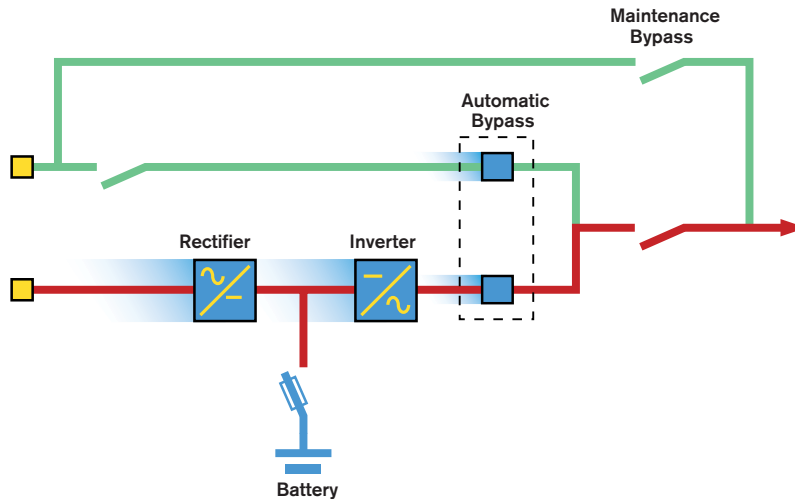 Maintenance
Bypass
Automatic
Bypass
Rectifier
Inverter
Battery